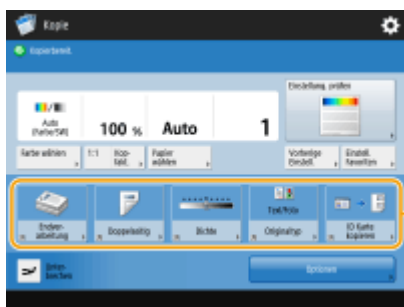 Kopie
Kopierbereit.
Einstellung prüfen
Auto
(Farbe/SW)
100 %
Auto
1
Farbe wählen
1:1
Kop-
fakt.
Papier
wählen
Vorherige
Einstell.
Einstell.
Favoriten
Endver-
arbeitung
Doppelseitig
Dichte
Text/Foto
Originaltyp
ID Karte
kopieren
Unter-
brechen
Optionen